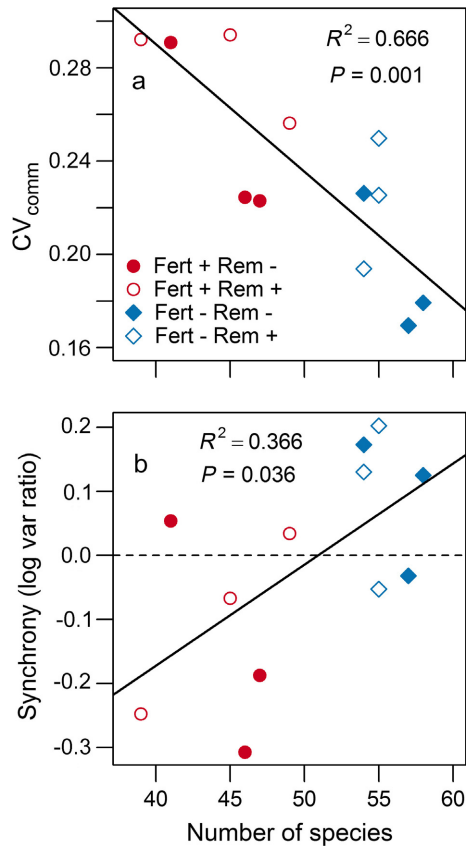 R² = 0.666
P = 0.001
a
0.28
0.24
0.20
0.16
CVcomm
Fert + Rem -
Fert + Rem +
Fert - Rem -
Fert - Rem +
R² = 0.366
P = 0.036
b
0.2
0.1
0.0
-0.1
-0.2
-0.3
Synchrony (log var ratio)
40 45 50 55 60
Number of species